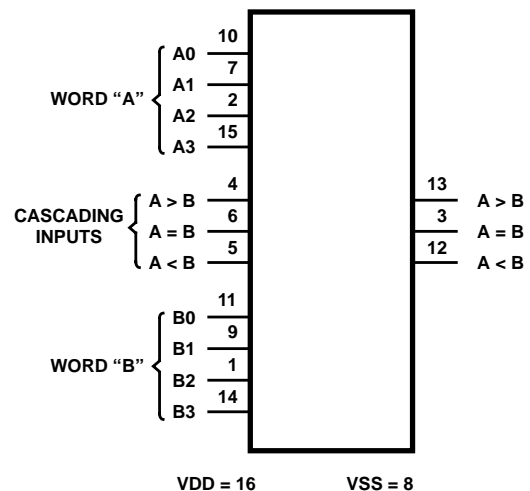 10
A0
7
A1
WORD “A”
2
A2
15
A3
4
A > B
13
A > B
CASCADING
INPUTS
6
A = B
3
A = B
5
A < B
12
A < B
11
B0
9
B1
WORD “B”
1
B2
14
B3
VDD = 16 VSS = 8